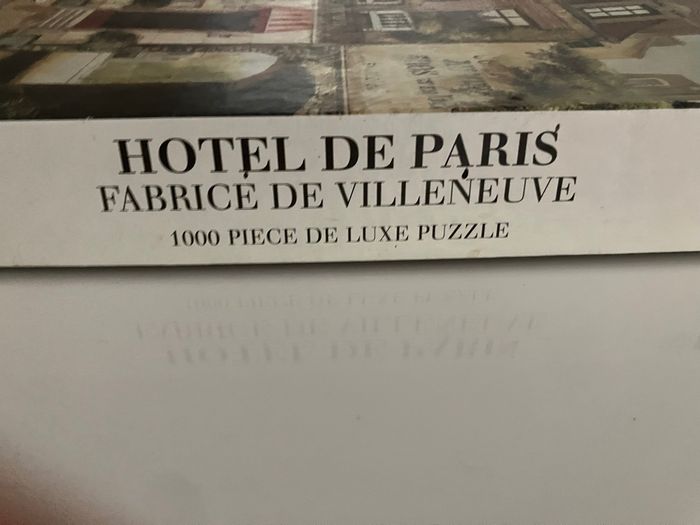 HOTEL DE PARIS
FABRICE DE VILLENEUVE
1000 PIECE DE LUXE PUZZLE